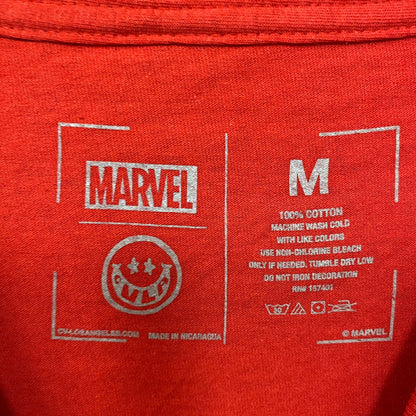 MARVEL
CVLA
CVLOSANGELES.COM MADE IN NICARAGUA
M
100% COTTON
MACHINE WASH COLD
WITH LIKE COLORS
USE NON-CHLORINE BLEACH
ONLY IF NEEDED. TUMBLE DRY LOW
DO NOT IRON DECORATION
RN# 157401
© MARVEL